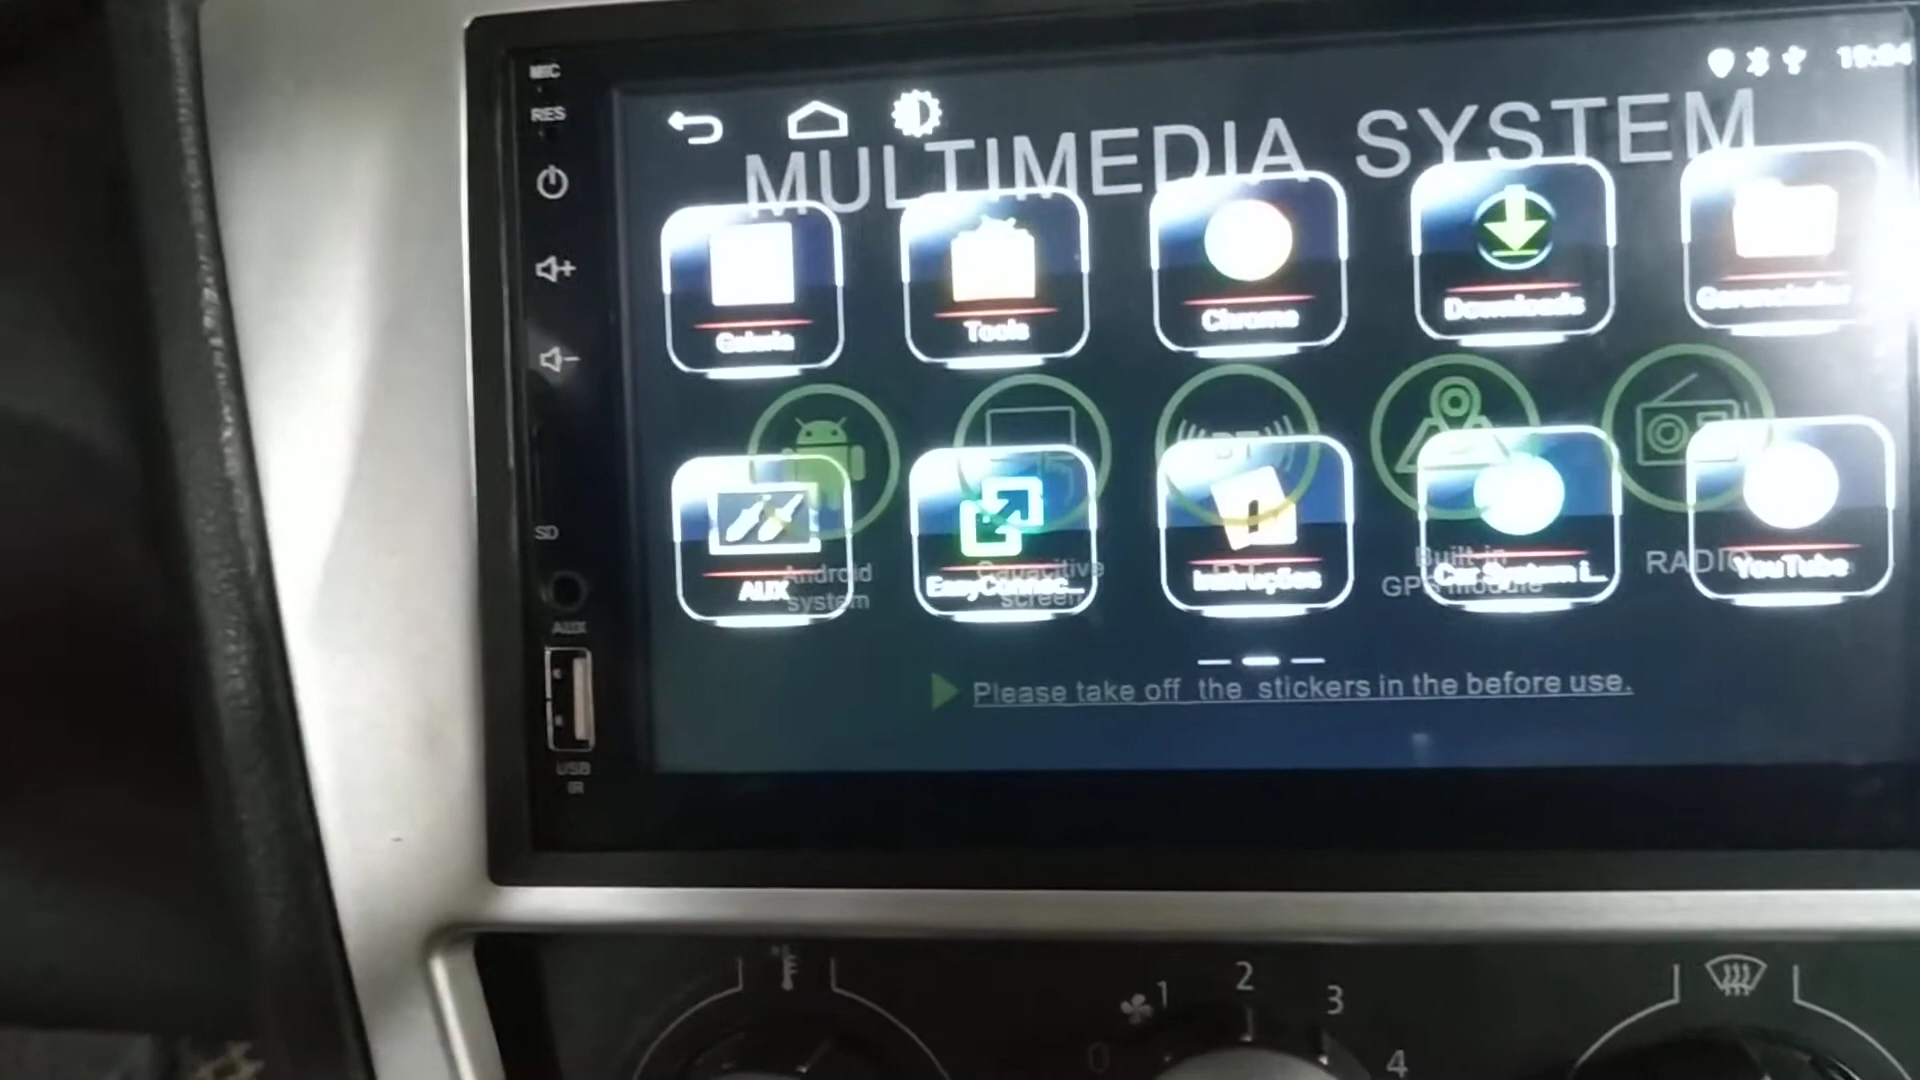 MIC
RES
MULTIMEDIA SYSTEM
Galeria
Tools
Chrome
Downloads
Gerenciador
AUX
EasyConnec...
Instruções
Car System i...
YouTube
Android
system
Capacitive
screen
BT
Built-in
GPS module
RADIO
Please take off the stickers in the before use.
SD
AUX
USB
IR
0
1
2
3
4